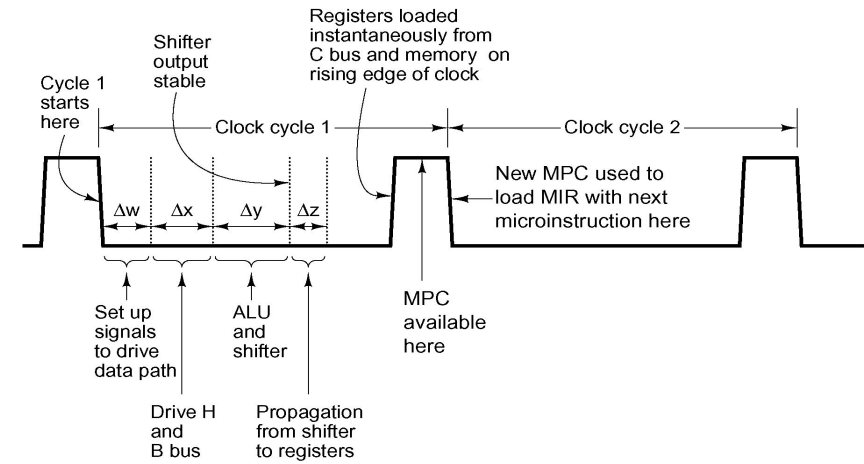 Registers loaded
instantaneously from
C bus and memory on
rising edge of clock
Shifter
output
stable
Cycle 1
starts
here
Clock cycle 1
Clock cycle 2
New MPC used to
load MIR with next
microinstruction here
Δw
Δx
Δy
Δz
Set up
signals
to drive
data path
ALU
and
shifter
MPC
available
here
Drive H
and
B bus
Propagation
from shifter
to registers